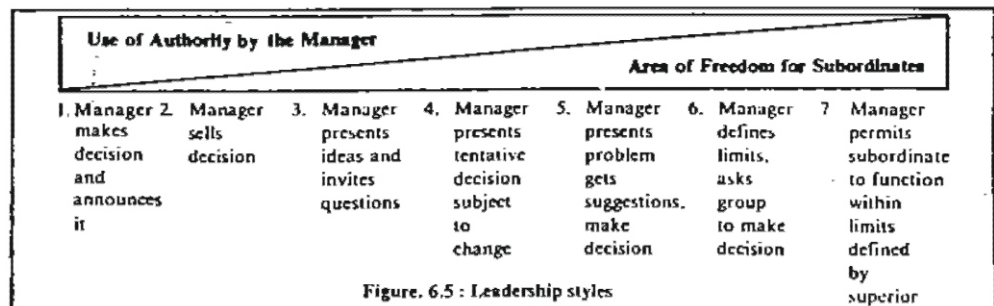 Use of Authority by the Manager
Area of Freedom for Subordinates
1. Manager makes decision and announces it
2. Manager sells decision
3. Manager presents ideas and invites questions
4. Manager presents tentative decision subject to change
5. Manager presents problem gets suggestions, make decision
6. Manager defines limits, asks group to make decision
7 Manager permits subordinate to function within limits defined by superior
Figure. 6.5 : Leadership styles